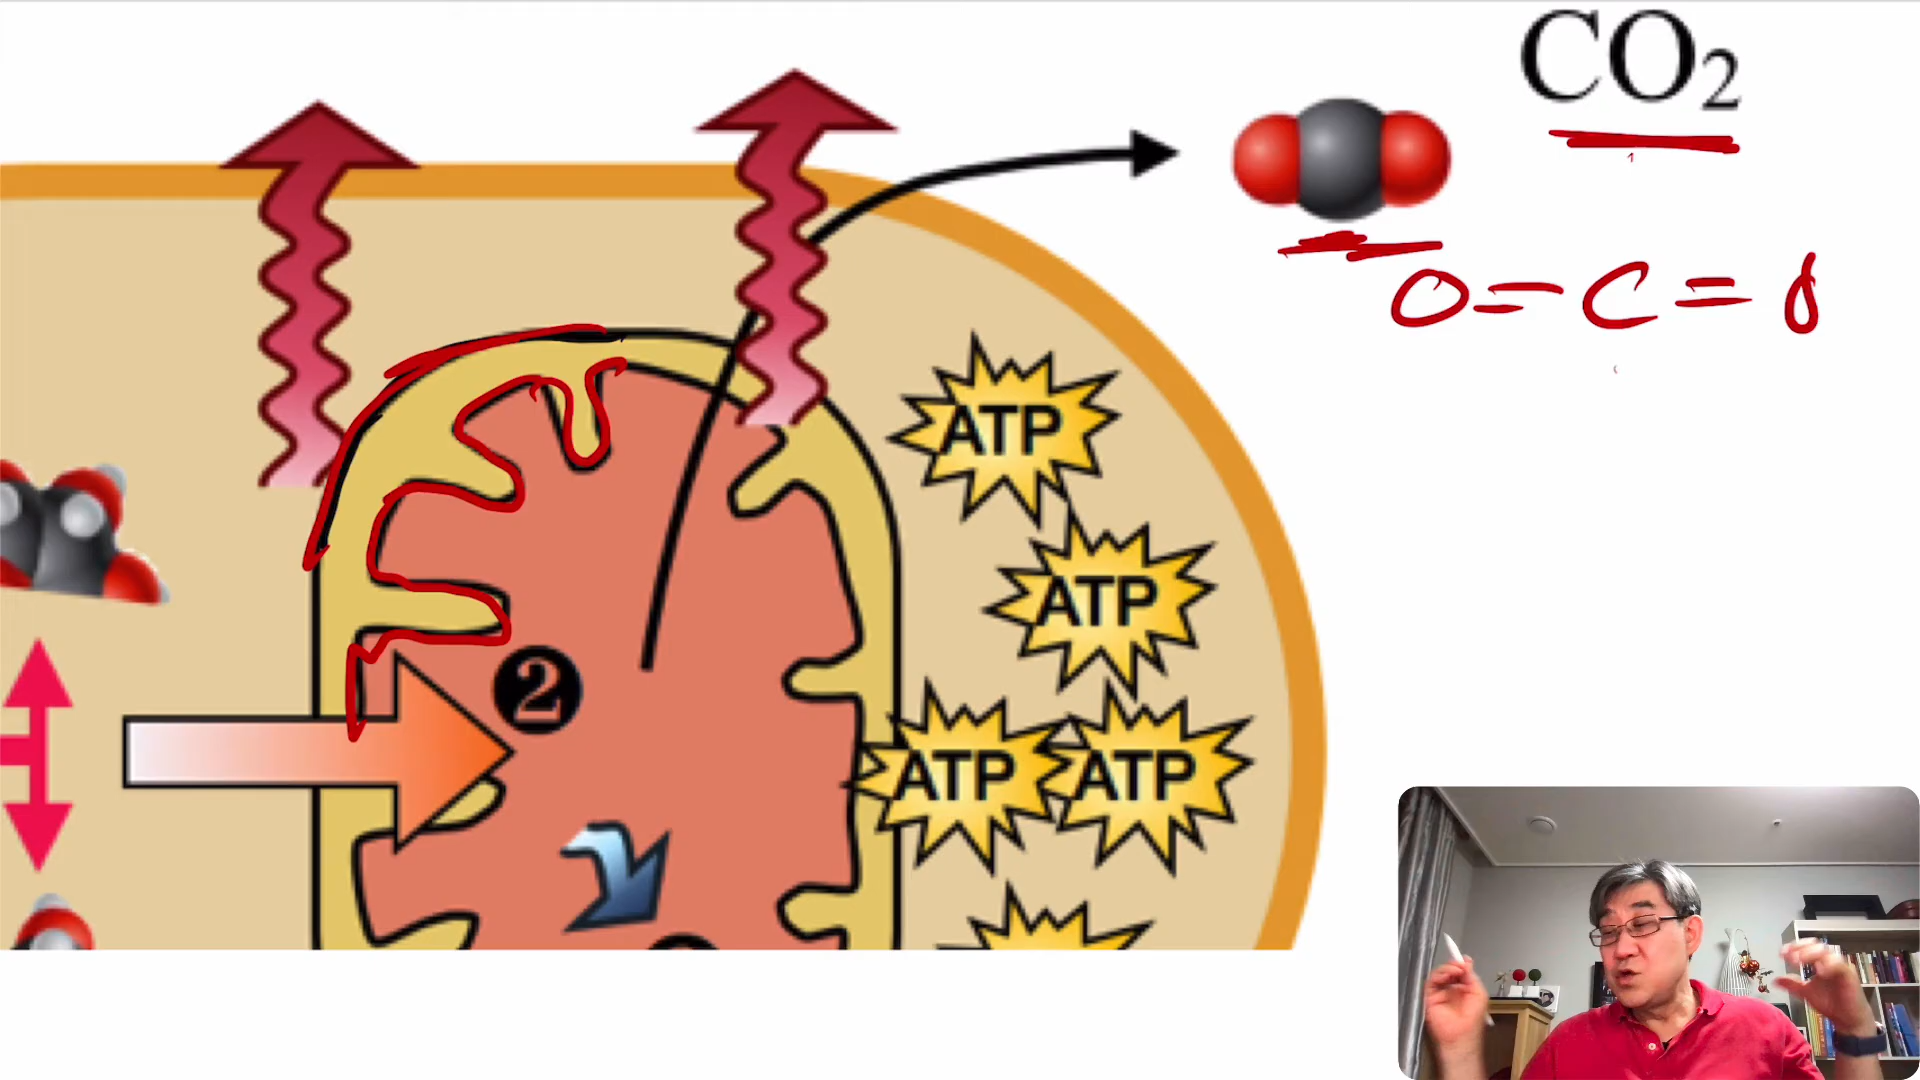 CO₂
O=C=O
ATP
ATP
2
ATP ATP